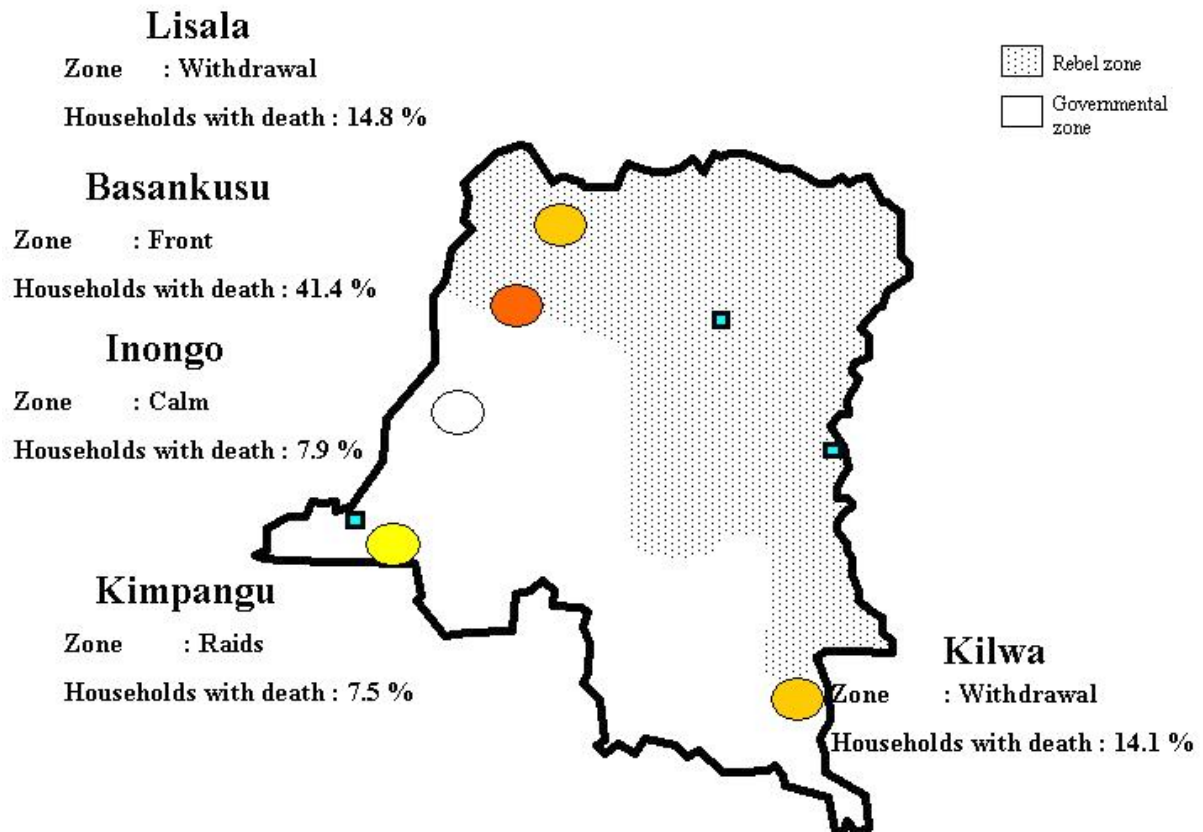 Lisala
Zone : Withdrawal
Households with death : 14.8 %
Rebel zone
Governmental
zone
Basankusu
Zone : Front
Households with death : 41.4 %
Inongo
Zone : Calm
Households with death : 7.9 %
Kimpangu
Zone : Raids
Households with death : 7.5 %
Kilwa
Zone : Withdrawal
Households with death : 14.1 %